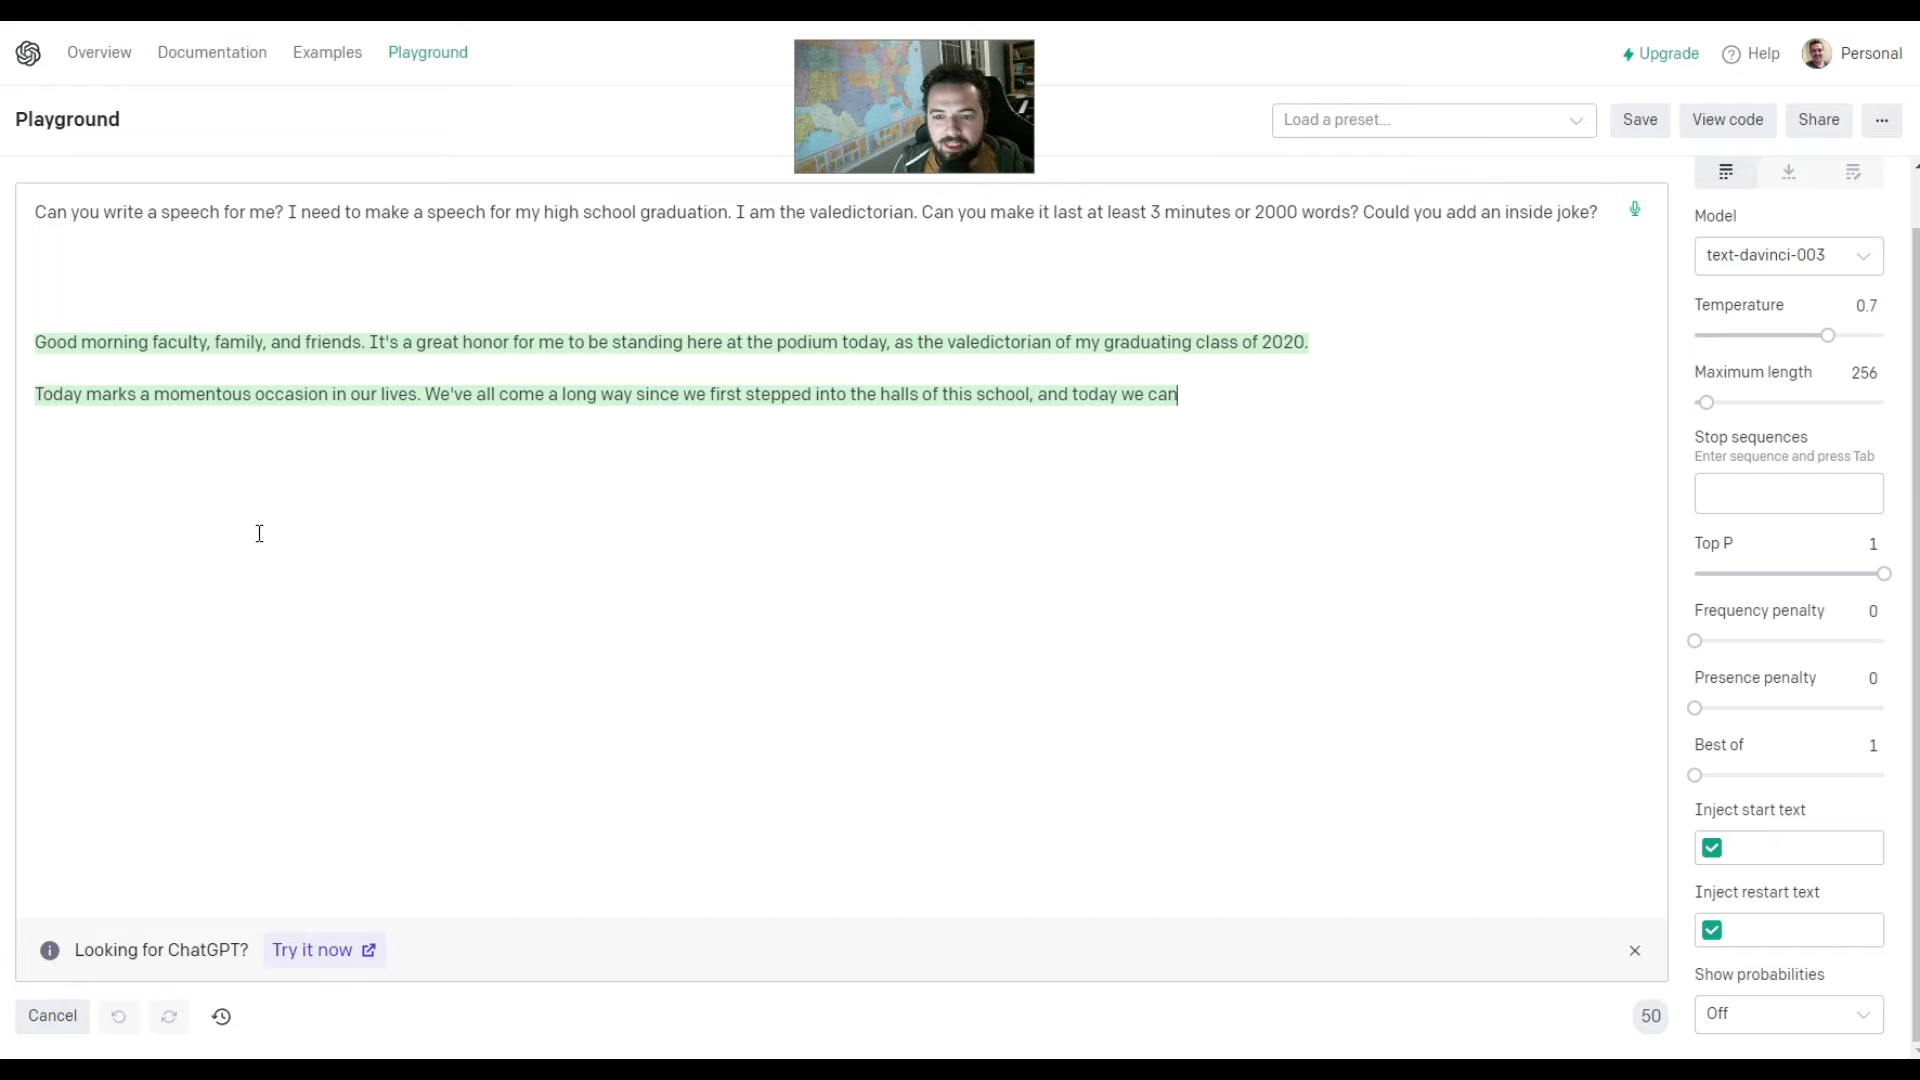 Overview Documentation Examples Playground
Upgrade Help Personal
Playground
Load a preset... Save View code Share ...
Can you write a speech for me? I need to make a speech for my high school graduation. I am the valedictorian. Can you make it last at least 3 minutes or 2000 words? Could you add an inside joke?
Good morning faculty, family, and friends. It's a great honor for me to be standing here at the podium today, as the valedictorian of my graduating class of 2020.
Today marks a momentous occasion in our lives. We've all come a long way since we first stepped into the halls of this school, and today we can
Looking for ChatGPT? Try it now
Cancel
50
Model
text-davinci-003
Temperature 0.7
Maximum length 256
Stop sequences
Enter sequence and press Tab
Top P 1
Frequency penalty 0
Presence penalty 0
Best of 1
Inject start text
Inject restart text
Show probabilities
Off